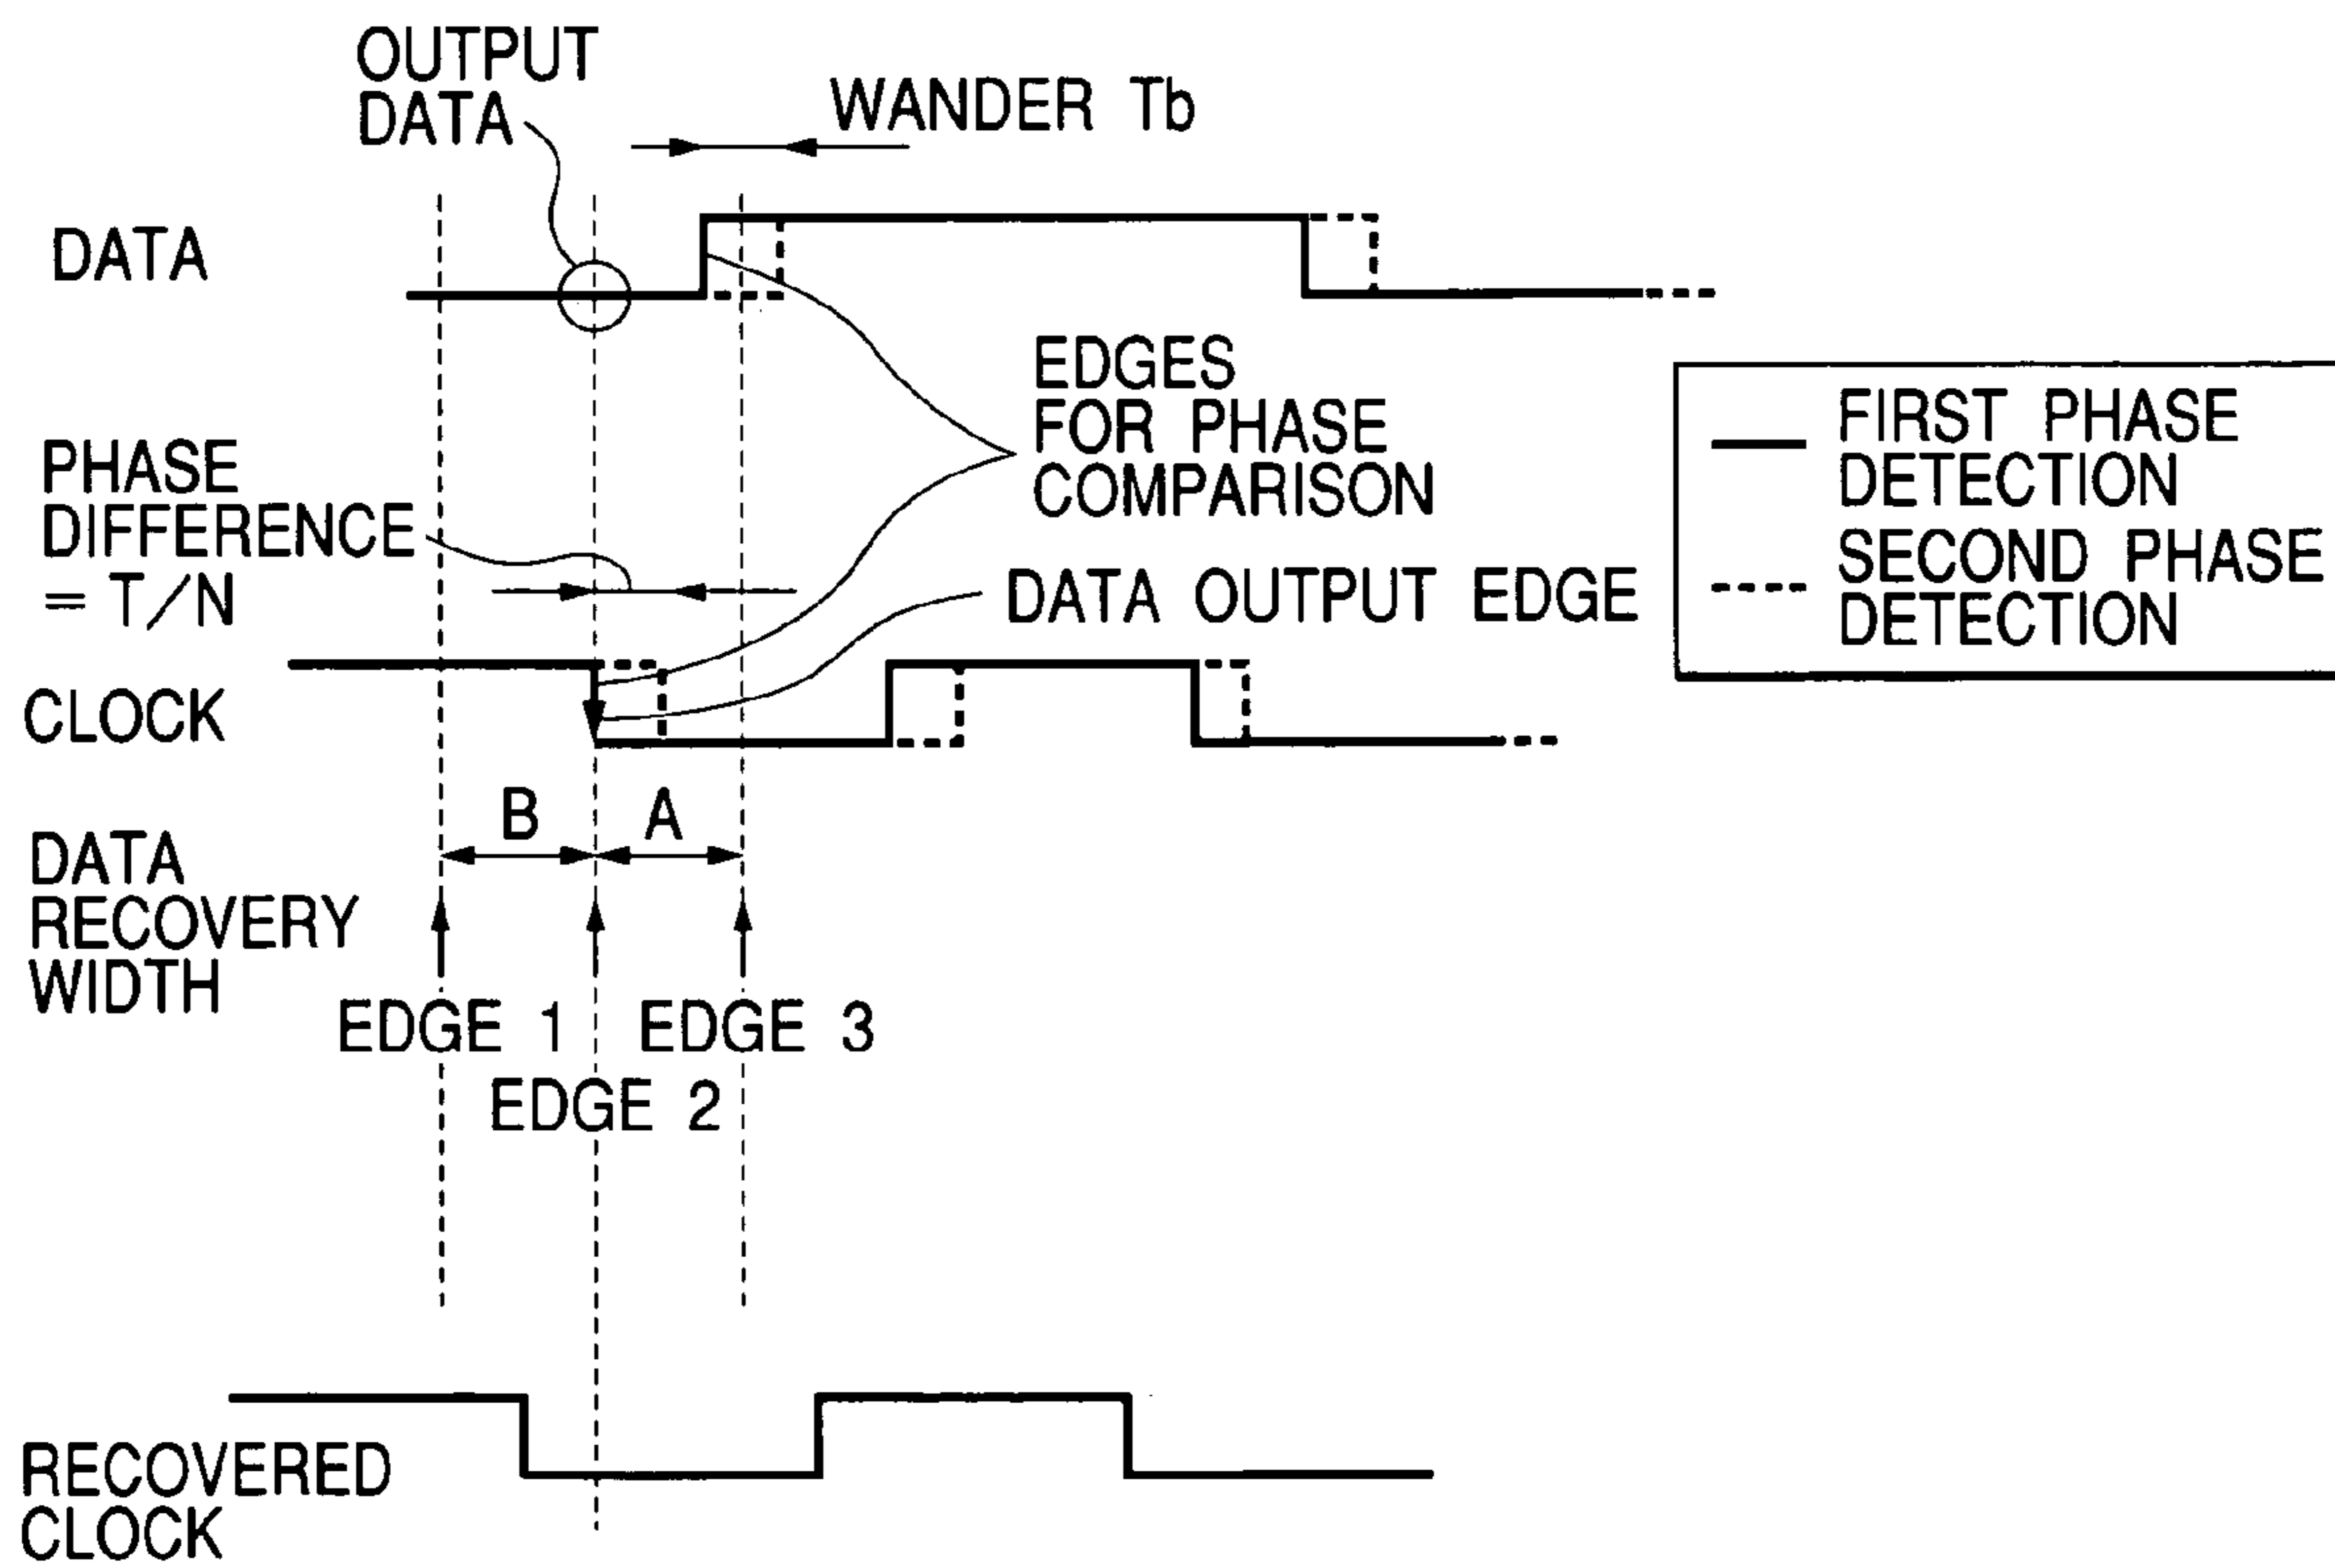 OUTPUT
DATA
WANDER Tb
DATA
EDGES
FOR PHASE
COMPARISON
FIRST PHASE
DETECTION
SECOND PHASE
DETECTION
PHASE
DIFFERENCE
= T/N
DATA OUTPUT EDGE
CLOCK
B
A
DATA
RECOVERY
WIDTH
EDGE 1
EDGE 3
EDGE 2
RECOVERED
CLOCK